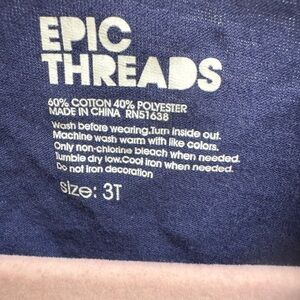 EPIC
THREADS
60% COTTON 40% POLYESTER
MADE IN CHINA RN51638
Wash before wearing.Turn inside out.
Machine wash warm with like colors.
Only non-chlorine bleach when needed.
Tumble dry low.Cool iron when needed.
Do not iron decoration
size: 3T